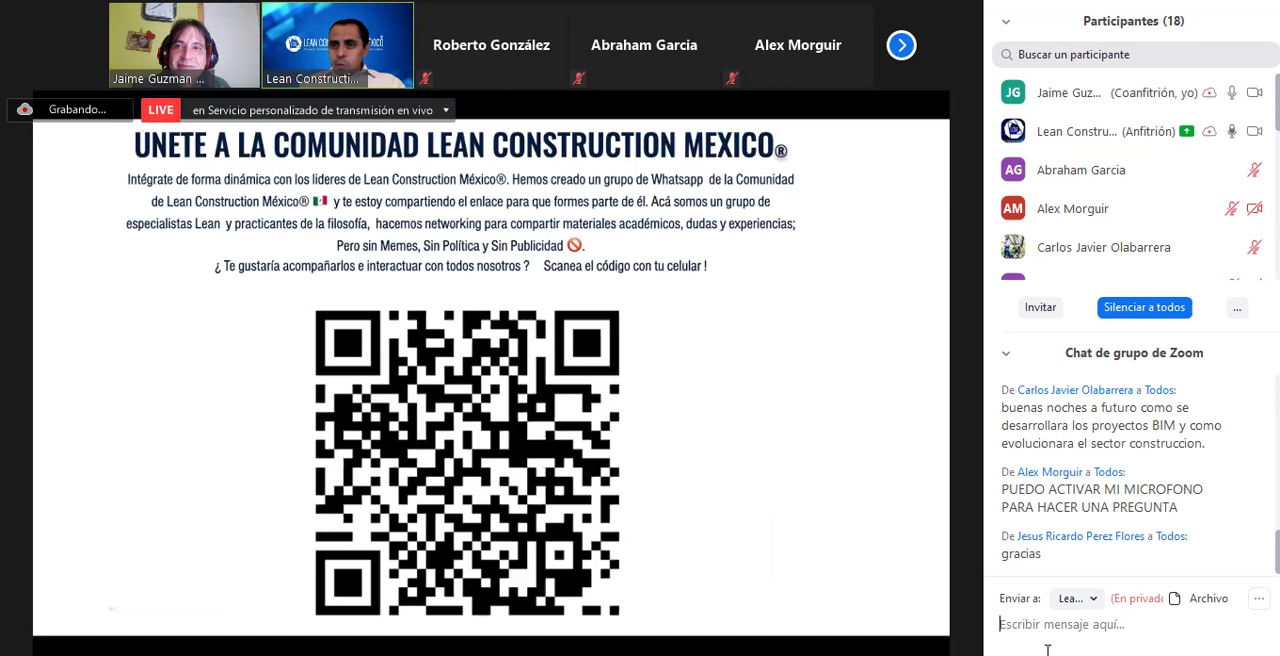 Jaime Guzmán ...
Lean Constructi...
Roberto González
Abraham Garcia
Alex Morguir
Grabando...
LIVE en Servicio personalizado de transmisión en vivo
UNETE A LA COMUNIDAD LEAN CONSTRUCTION MEXICO®
Intégrate de forma dinámica con los líderes de Lean Construction México®. Hemos creado un grupo de Whatsapp de la Comunidad
de Lean Construction México® 🇲🇽 y te estoy compartiendo el enlace para que formes parte de él. Acá somos un grupo de
especialistas Lean y practicantes de la filosofía, hacemos networking para compartir materiales académicos, dudas y experiencias;
Pero sin Memes, Sin Política y Sin Publicidad 🚫.
¿ Te gustaría acompañarlos e interactuar con todos nosotros ? Scanea el código con tu celular !
Participantes (18)
Buscar un participante
JG Jaime Guz... (Coanfitrión, yo)
Lean Constru... (Anfitrión)
AG Abraham Garcia
AM Alex Morguir
Carlos Javier Olabarrera
Invitar
Silenciar a todos
...
Chat de grupo de Zoom
De Carlos Javier Olabarrera a Todos:
buenas noches a futuro como se
desarrollara los proyectos BIM y como
evolucionara el sector construccion.
De Alex Morguir a Todos:
PUEDO ACTIVAR MI MICROFONO
PARA HACER UNA PREGUNTA
De Jesus Ricardo Perez Flores a Todos:
gracias
Enviar a: Lea... (En privado Archivo ...
Escribir mensaje aquí...